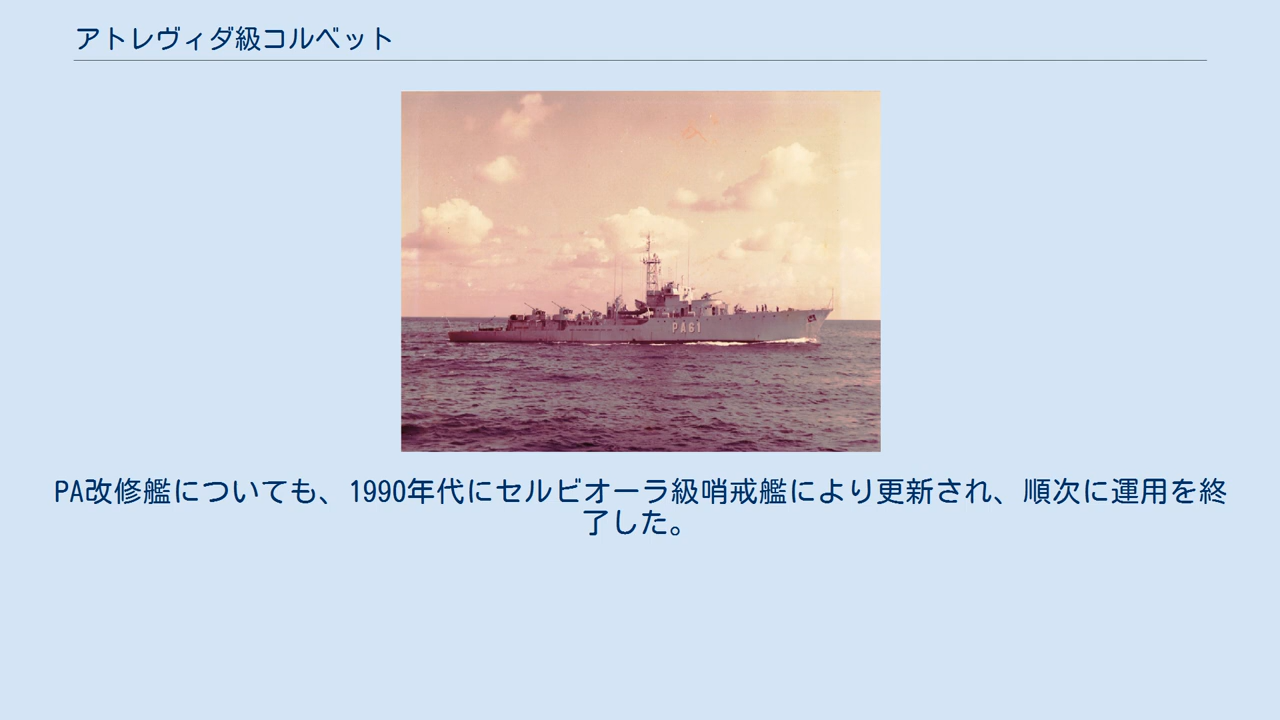 アトレヴィダ級コルベット
PA61
PA改修艦についても、1990年代にセルビオーラ級哨戒艦により更新され、順次に運用を終
了した。